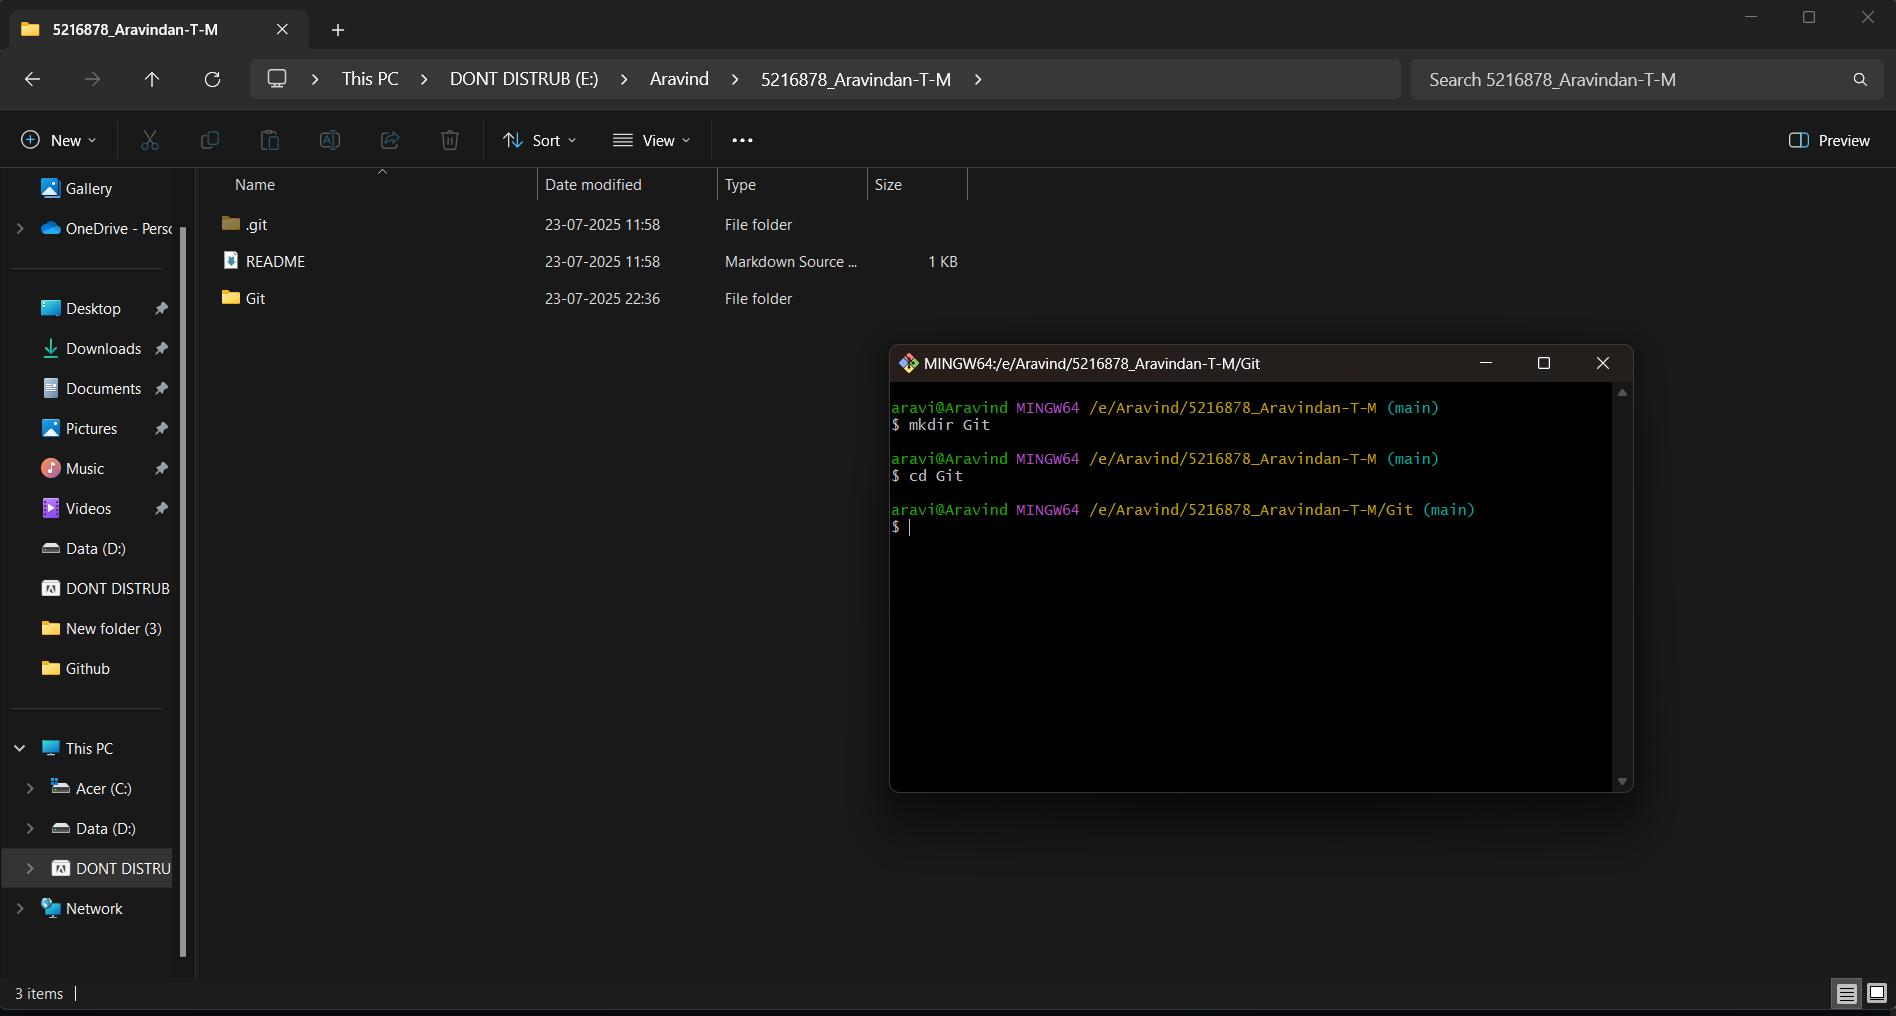 5216878_Aravindan-T-M
This PC
DONT DISTRUB (E:)
Aravind
5216878_Aravindan-T-M
Search 5216878_Aravindan-T-M
New
Sort
View
Preview
Gallery
OneDrive - Perso
Desktop
Downloads
Documents
Pictures
Music
Videos
Data (D:)
DONT DISTRUB
New folder (3)
Github
This PC
Acer (C:)
Data (D:)
DONT DISTRU
Network
Name Date modified Type Size
.git 23-07-2025 11:58 File folder
README 23-07-2025 11:58 Markdown Source ... 1 KB
Git 23-07-2025 22:36 File folder
MINGW64:/e/Aravind/5216878_Aravindan-T-M/Git
aravi@Aravind MINGW64 /e/Aravind/5216878_Aravindan-T-M (main)
$ mkdir Git
aravi@Aravind MINGW64 /e/Aravind/5216878_Aravindan-T-M (main)
$ cd Git
aravi@Aravind MINGW64 /e/Aravind/5216878_Aravindan-T-M/Git (main)
$
3 items